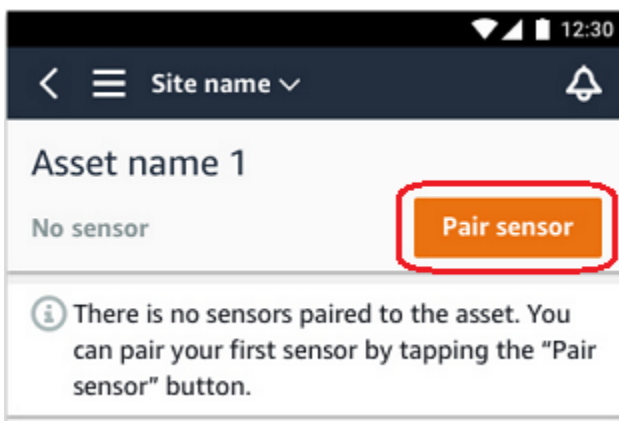 12:30
Site name
Asset name 1
No sensor
Pair sensor
There is no sensors paired to the asset. You
can pair your first sensor by tapping the “Pair
sensor” button.